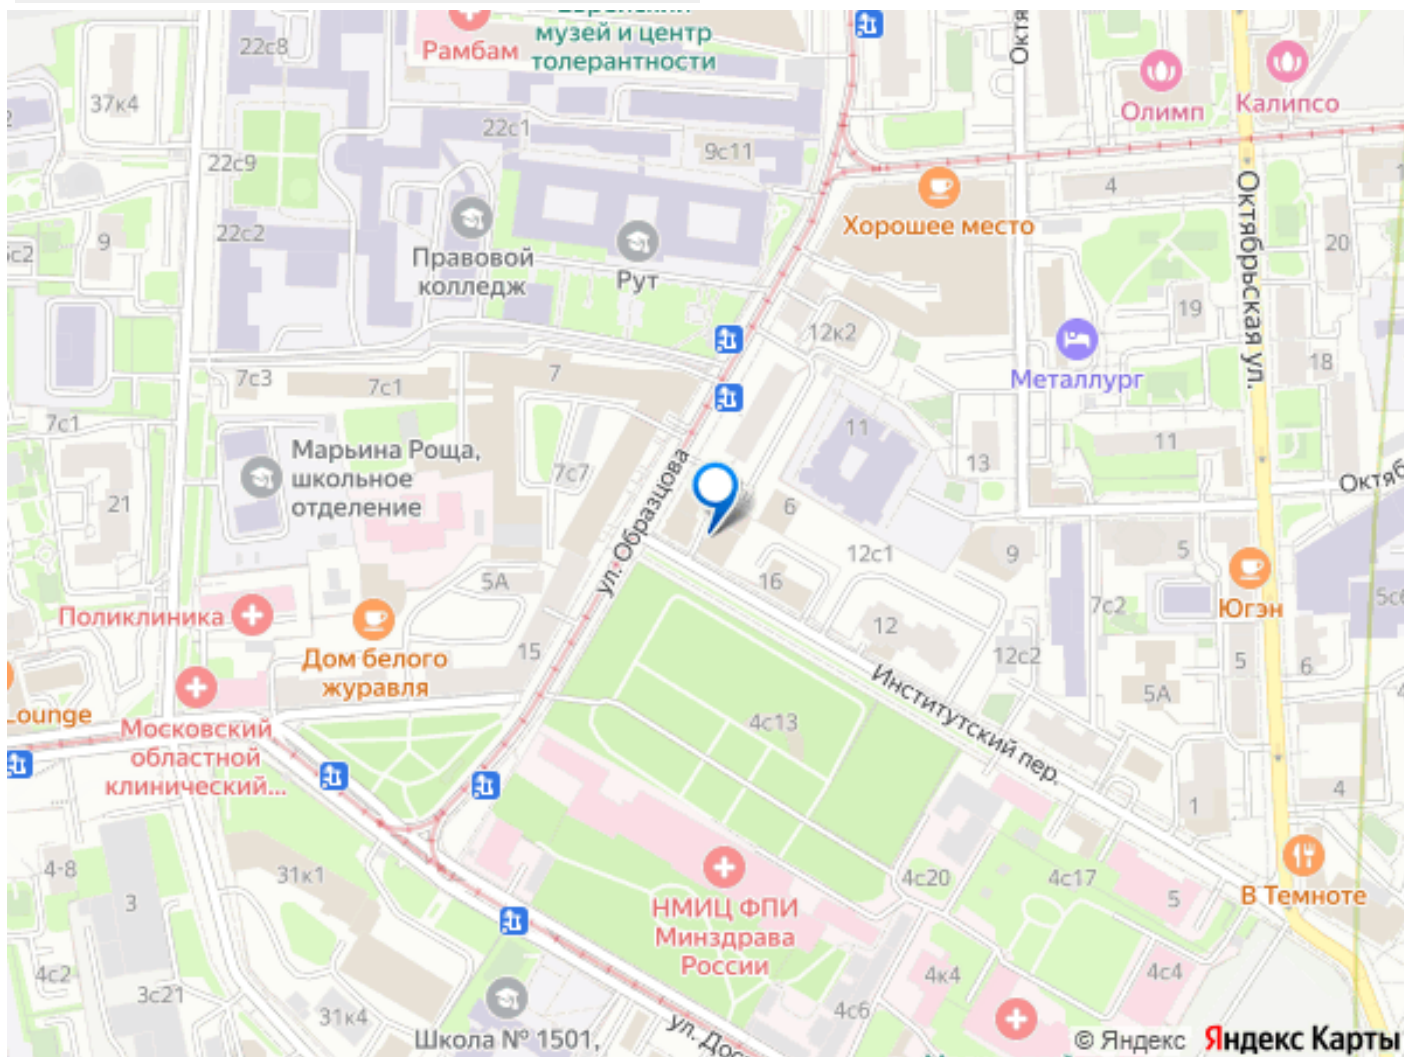 музей и центр
толерантности
Рамбам
22с8
37к4
22с1
22с9
9с11
Олимп
Калипсо
4
Хорошее место
Октябрьская ул.
20
9
22с2
Правовой
колледж
Рут
19
12к2
Металлург
18
7с3
7с1
7
7с1
11
11
Марьина Роща,
школьное
отделение
7с7
13
21
ул. Образцова
6
12с1
9
5
5А
16
Югэн
7с2
Поликлиника
12
12с2
15
Дом белого
журавля
5
6
5А
Lounge
Московский
областной
клинический...
4с13
Институтский пер.
4
1
31к1
4-8
3
4с20
4с17
5
В Темноте
НМИЦ ФПИ
Минздрава
России
4с2
3с21
4к4
4с4
31к4
4с6
Школа № 1501,
© Яндекс Яндекс Карты